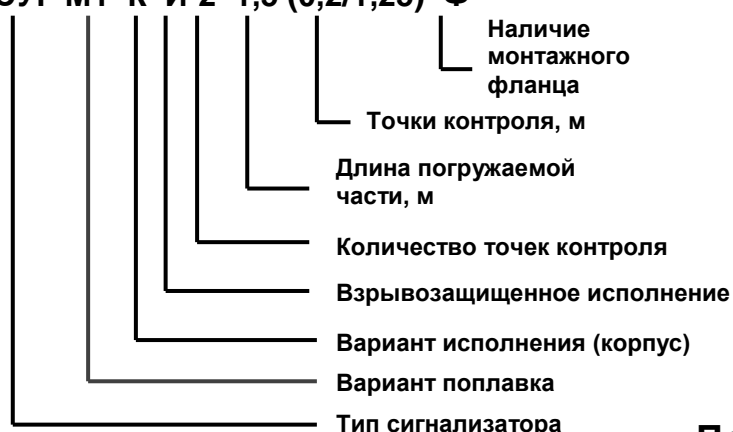 Наличие
монтажного
фланца
Точки контроля, м
Длина погружаемой
части, м
Количество точек контроля
Взрывозащищенное исполнение
Вариант исполнения (корпус)
Вариант поплавка
Тип сигнализатора